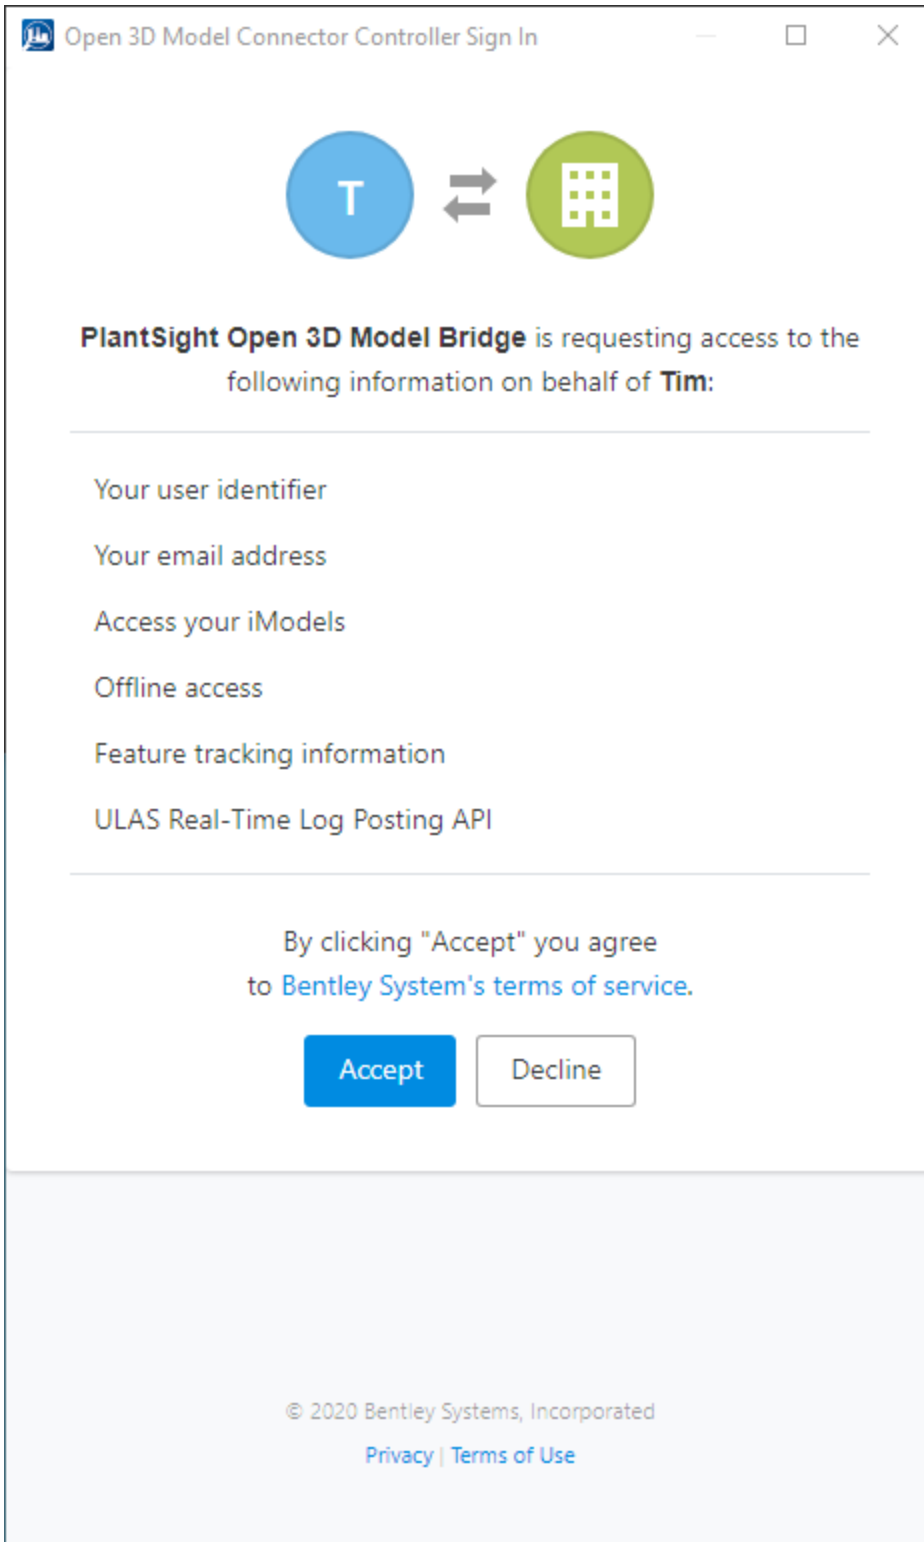 Open 3D Model Connector Controller Sign In
T
PlantSight Open 3D Model Bridge is requesting access to the
following information on behalf of Tim:
Your user identifier
Your email address
Access your iModels
Offline access
Feature tracking information
ULAS Real-Time Log Posting API
By clicking "Accept" you agree
to Bentley System's terms of service.
Accept Decline
© 2020 Bentley Systems, Incorporated
Privacy | Terms of Use